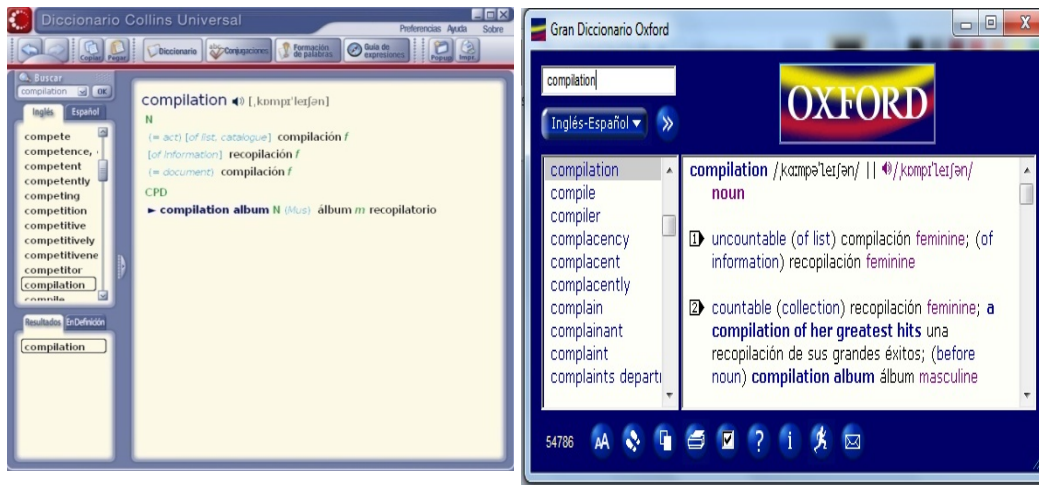 Diccionario Collins Universal
Preferencias Ayuda Sobre
Copiar Pegar Diccionario Conjugaciones Formación de palabras Guía de expresiones Popup Impr.
Buscar
compilation OK
Inglés Español
compete
competence,
competent
competently
competing
competition
competitive
competitively
competitivene
competitor
compilation
compile
Resultados EnDefinición
compilation
compilation [ˌkɒmpɪˈleɪʃən]
N
(= act) [of list, catalogue] compilación f
[of information] recopilación f
(= document) compilación f
CPD
► compilation album N (Mus) álbum m recopilatorio
Gran Diccionario Oxford
compilation
OXFORD
Inglés-Español ▼ »
compilation
compile
compiler
complacency
complacent
complacently
complain
complainant
complaint
complaints departı
compilation /ˌkɑːmpəˈleɪʃən/ || /ˌkɒmpɪˈleɪʃən/
noun
1 uncountable (of list) compilación feminine; (of
information) recopilación feminine
2 countable (collection) recopilación feminine; a
compilation of her greatest hits una
recopilación de sus grandes éxitos; (before
noun) compilation album álbum masculine
54786 AA ? i